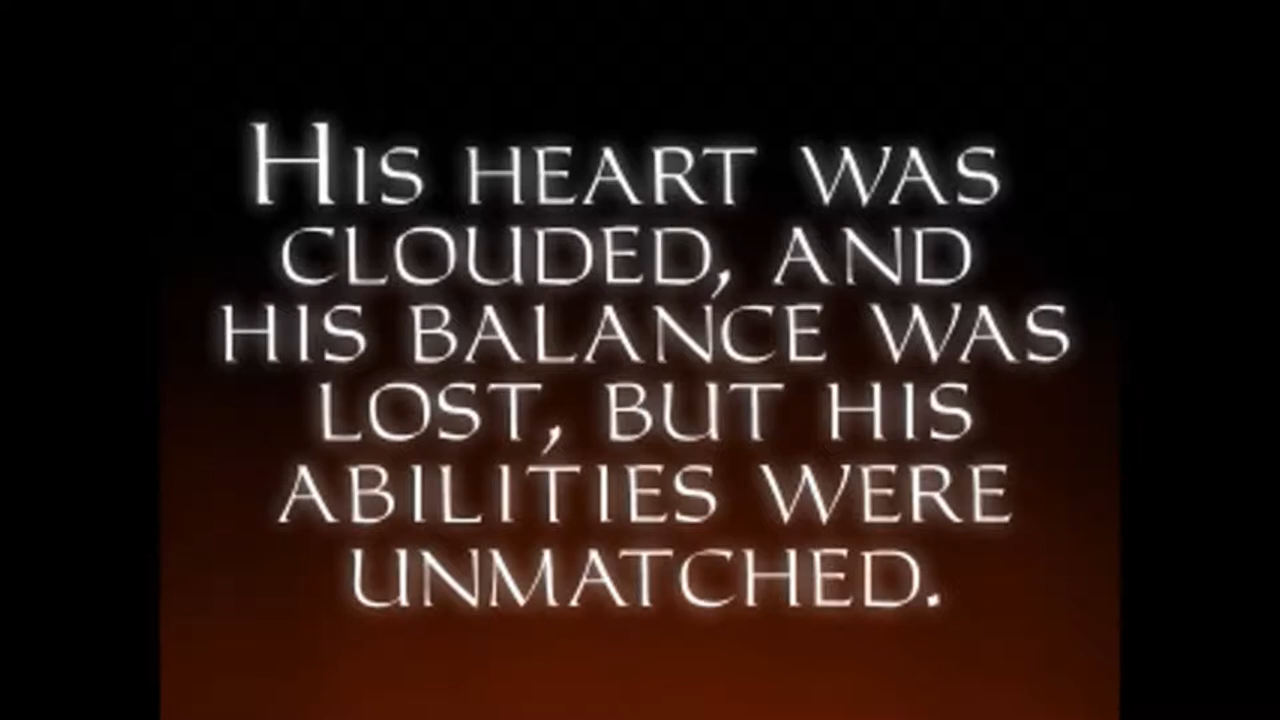 His heart was
clouded, and
his balance was
lost, but his
abilities were
unmatched.